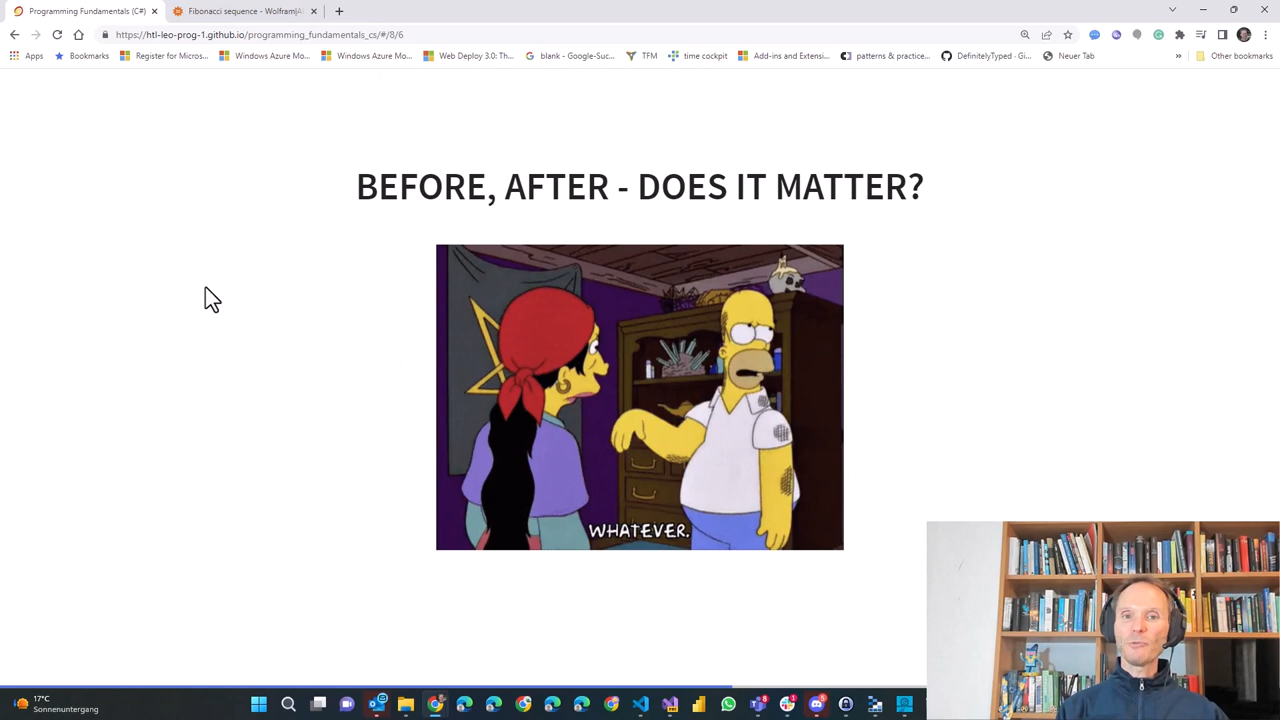 Programming Fundamentals (C#)
Fibonacci sequence - Wolfram|A
https://htl-leo-prog-1.github.io/programming_fundamentals_cs/#/8/6
Apps
Bookmarks
Register for Micros...
Windows Azure Mo...
Windows Azure Mo...
Web Deploy 3.0: Th...
blank - Google-Suc...
TFM
time cockpit
Add-ins and Extensi...
patterns & practice...
DefinitelyTyped - Gi...
Neuer Tab
»
Other bookmarks
BEFORE, AFTER - DOES IT MATTER?
WHATEVER.
17°C
Sonnenuntergang